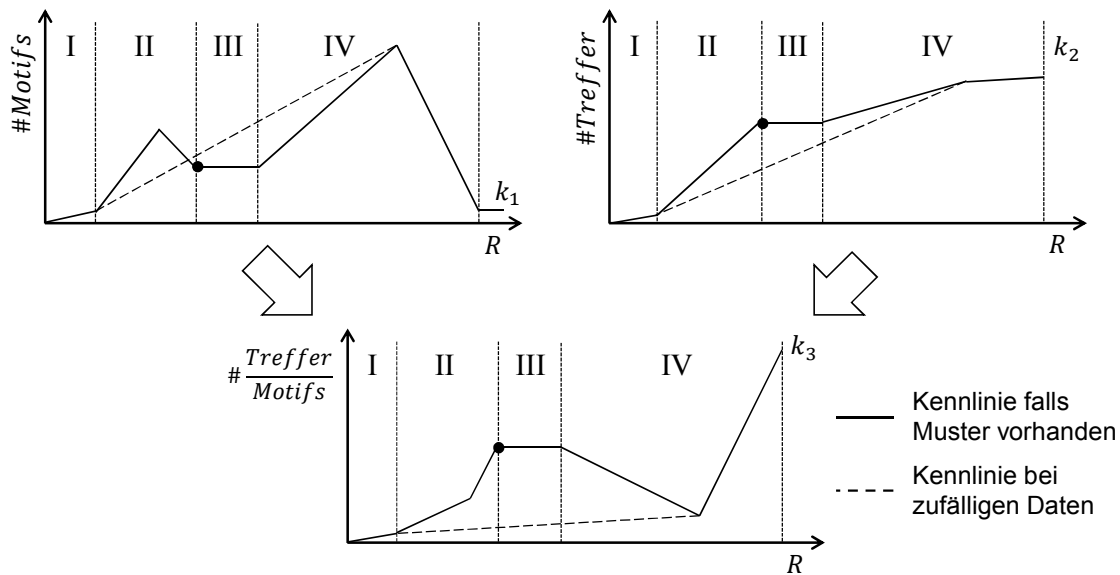 I II III IV
#Motifs
k₁
R
I II III IV
#Treffer
k₂
R
I II III IV
# Treffer
Motifs
k₃
R
Kennlinie falls
Muster vorhanden
Kennlinie bei
zufälligen Daten